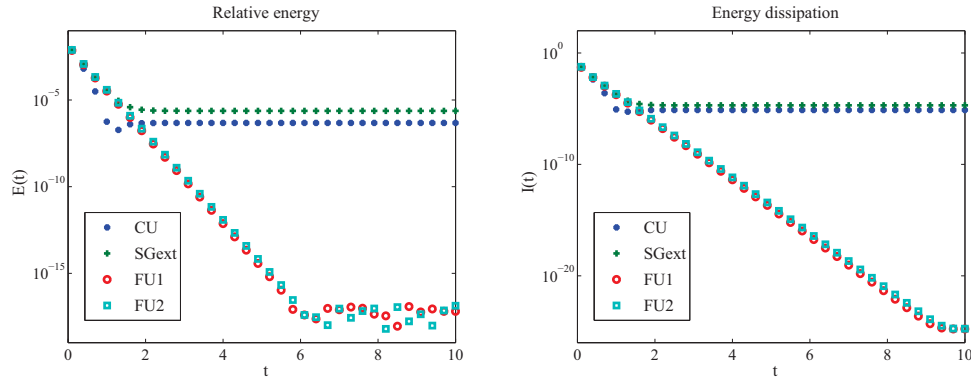 Relative energy
E(t)
10^-5
10^-10
10^-15
CU
SGext
FU1
FU2
0 2 4 6 8 10
t
Energy dissipation
I(t)
10^0
10^-10
10^-20
CU
SGext
FU1
FU2
0 2 4 6 8 10
t